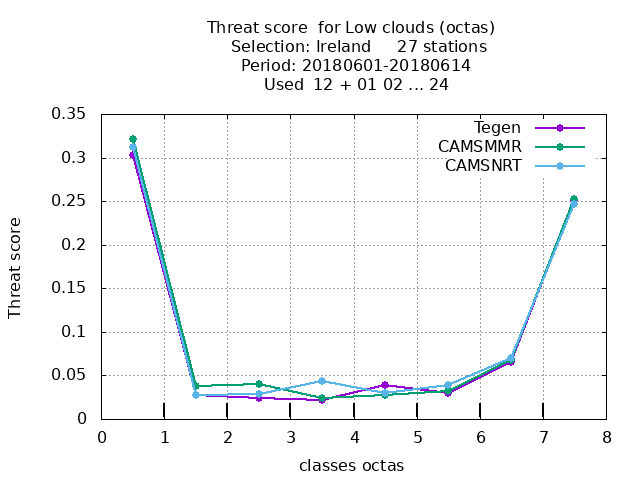 Threat score  for Low clouds (octas)
Selection: Ireland     27 stations
Period: 20180601-20180614
Used  12 + 01 02 ... 24
Tegen
CAMSMMR
CAMSNRT
0.35
0.3
0.25
0.2
0.15
0.1
0.05
0
Threat score
0 1 2 3 4 5 6 7 8
classes octas